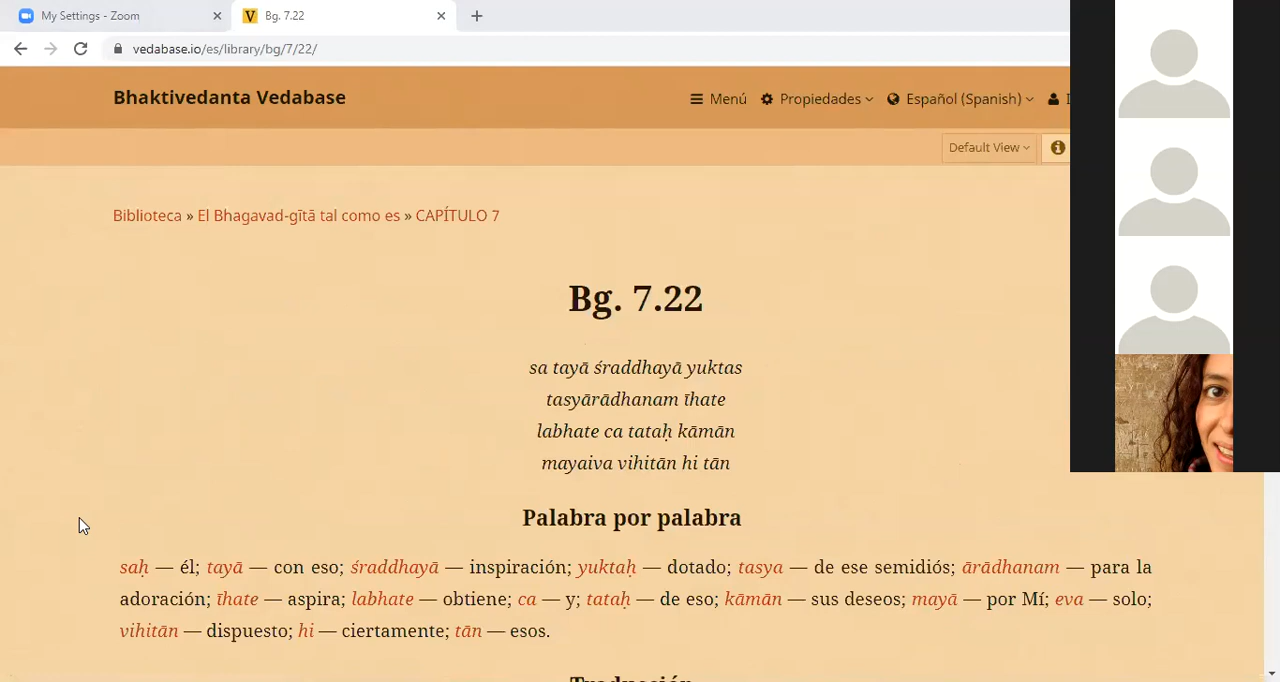 My Settings - Zoom
Bg. 7.22
vedabase.io/es/library/bg/7/22/
Bhaktivedanta Vedabase
Menú Propiedades Español (Spanish)
Default View
Biblioteca » El Bhagavad-gītā tal como es » CAPÍTULO 7
Bg. 7.22
sa tayā śraddhayā yuktas
tasyārādhanam īhate
labhate ca tataḥ kāmān
mayaiva vihitān hi tān
Palabra por palabra
saḥ — él; tayā — con eso; śraddhayā — inspiración; yuktaḥ — dotado; tasya — de ese semidiós; ārādhanam — para la
adoración; īhate — aspira; labhate — obtiene; ca — y; tataḥ — de eso; kāmān — sus deseos; mayā — por Mí; eva — solo;
vihitān — dispuesto; hi — ciertamente; tān — esos.